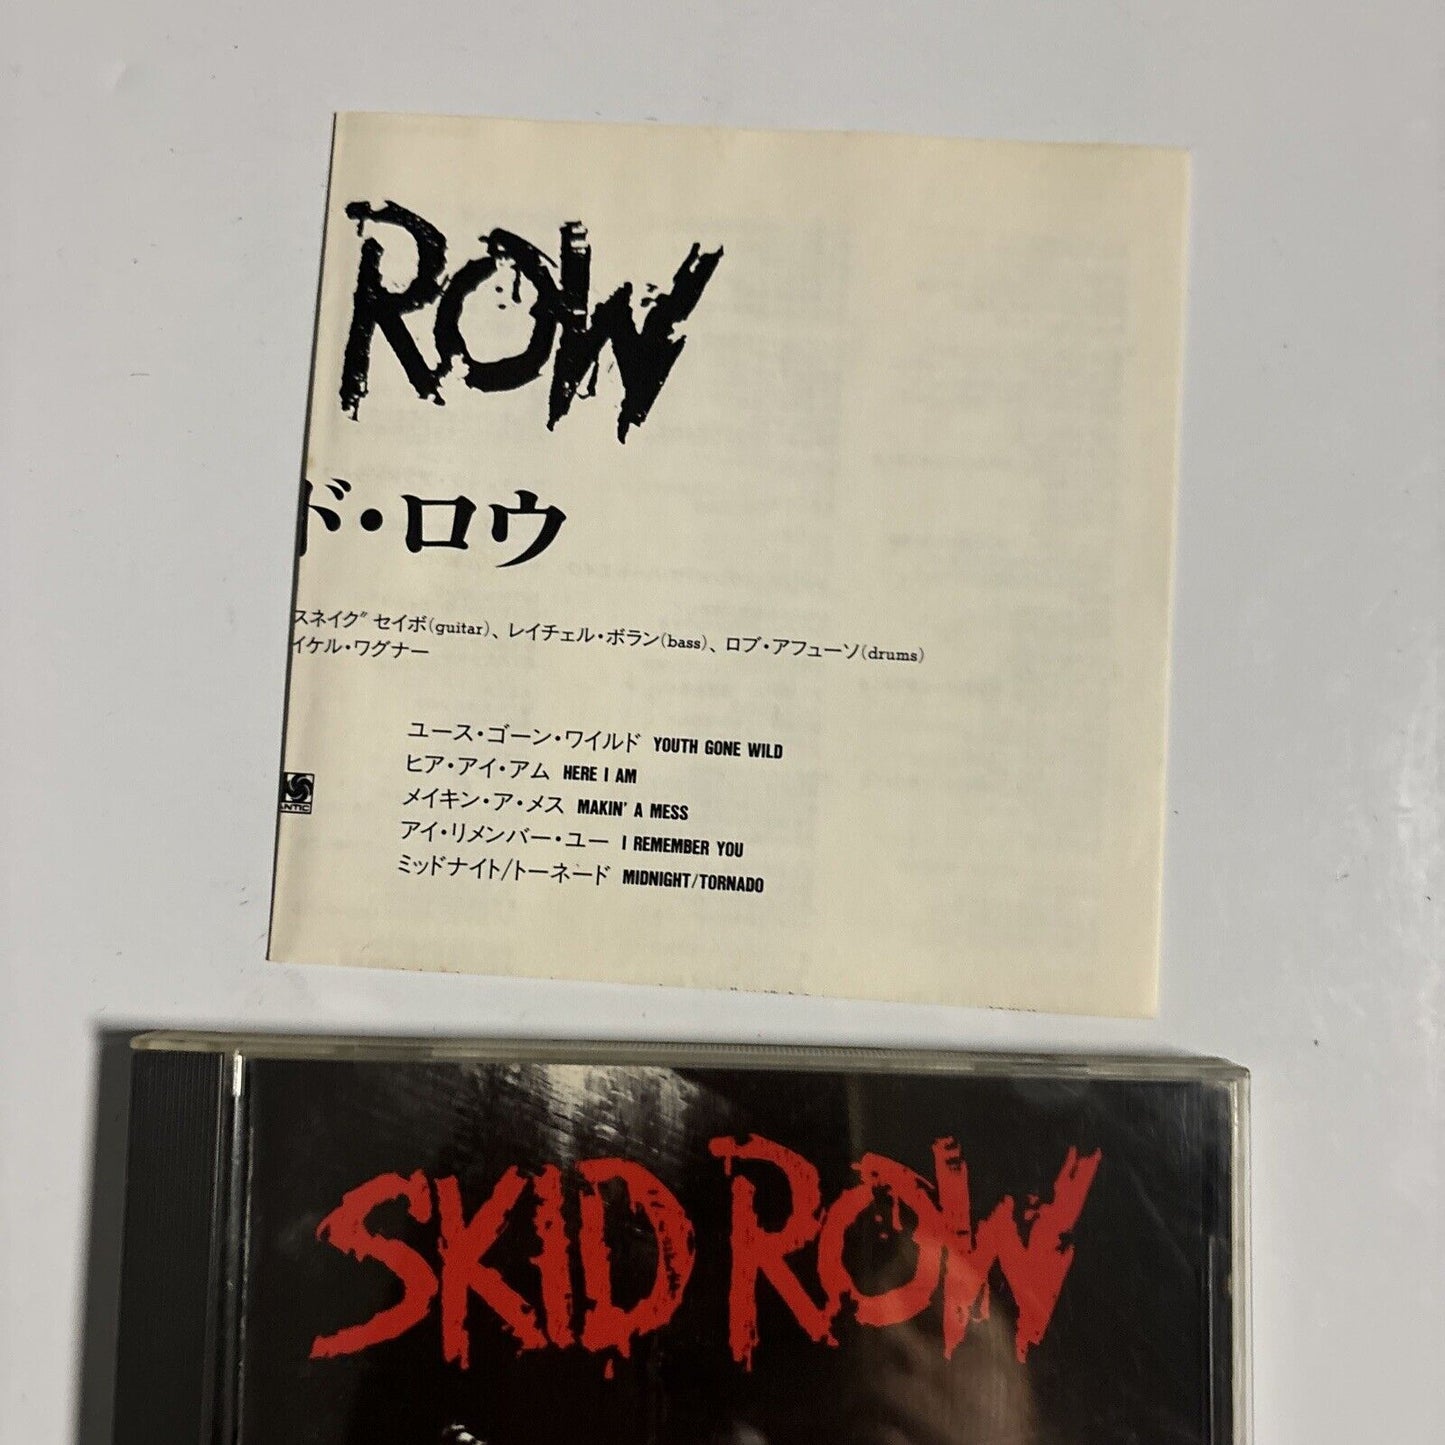 ROW
ド・ロウ
スネイク" セイボ(guitar)、レイチェル・ボラン(bass)、ロブ・アフューソ(drums)
イケル・ワグナー
ユース・ゴーン・ワイルド YOUTH GONE WILD
ヒア・アイ・アム HERE I AM
メイキン・ア・メス MAKIN' A MESS
アイ・リメンバー・ユー I REMEMBER YOU
ミッドナイト/トーネード MIDNIGHT/TORNADO
ANTIC
SKID ROW